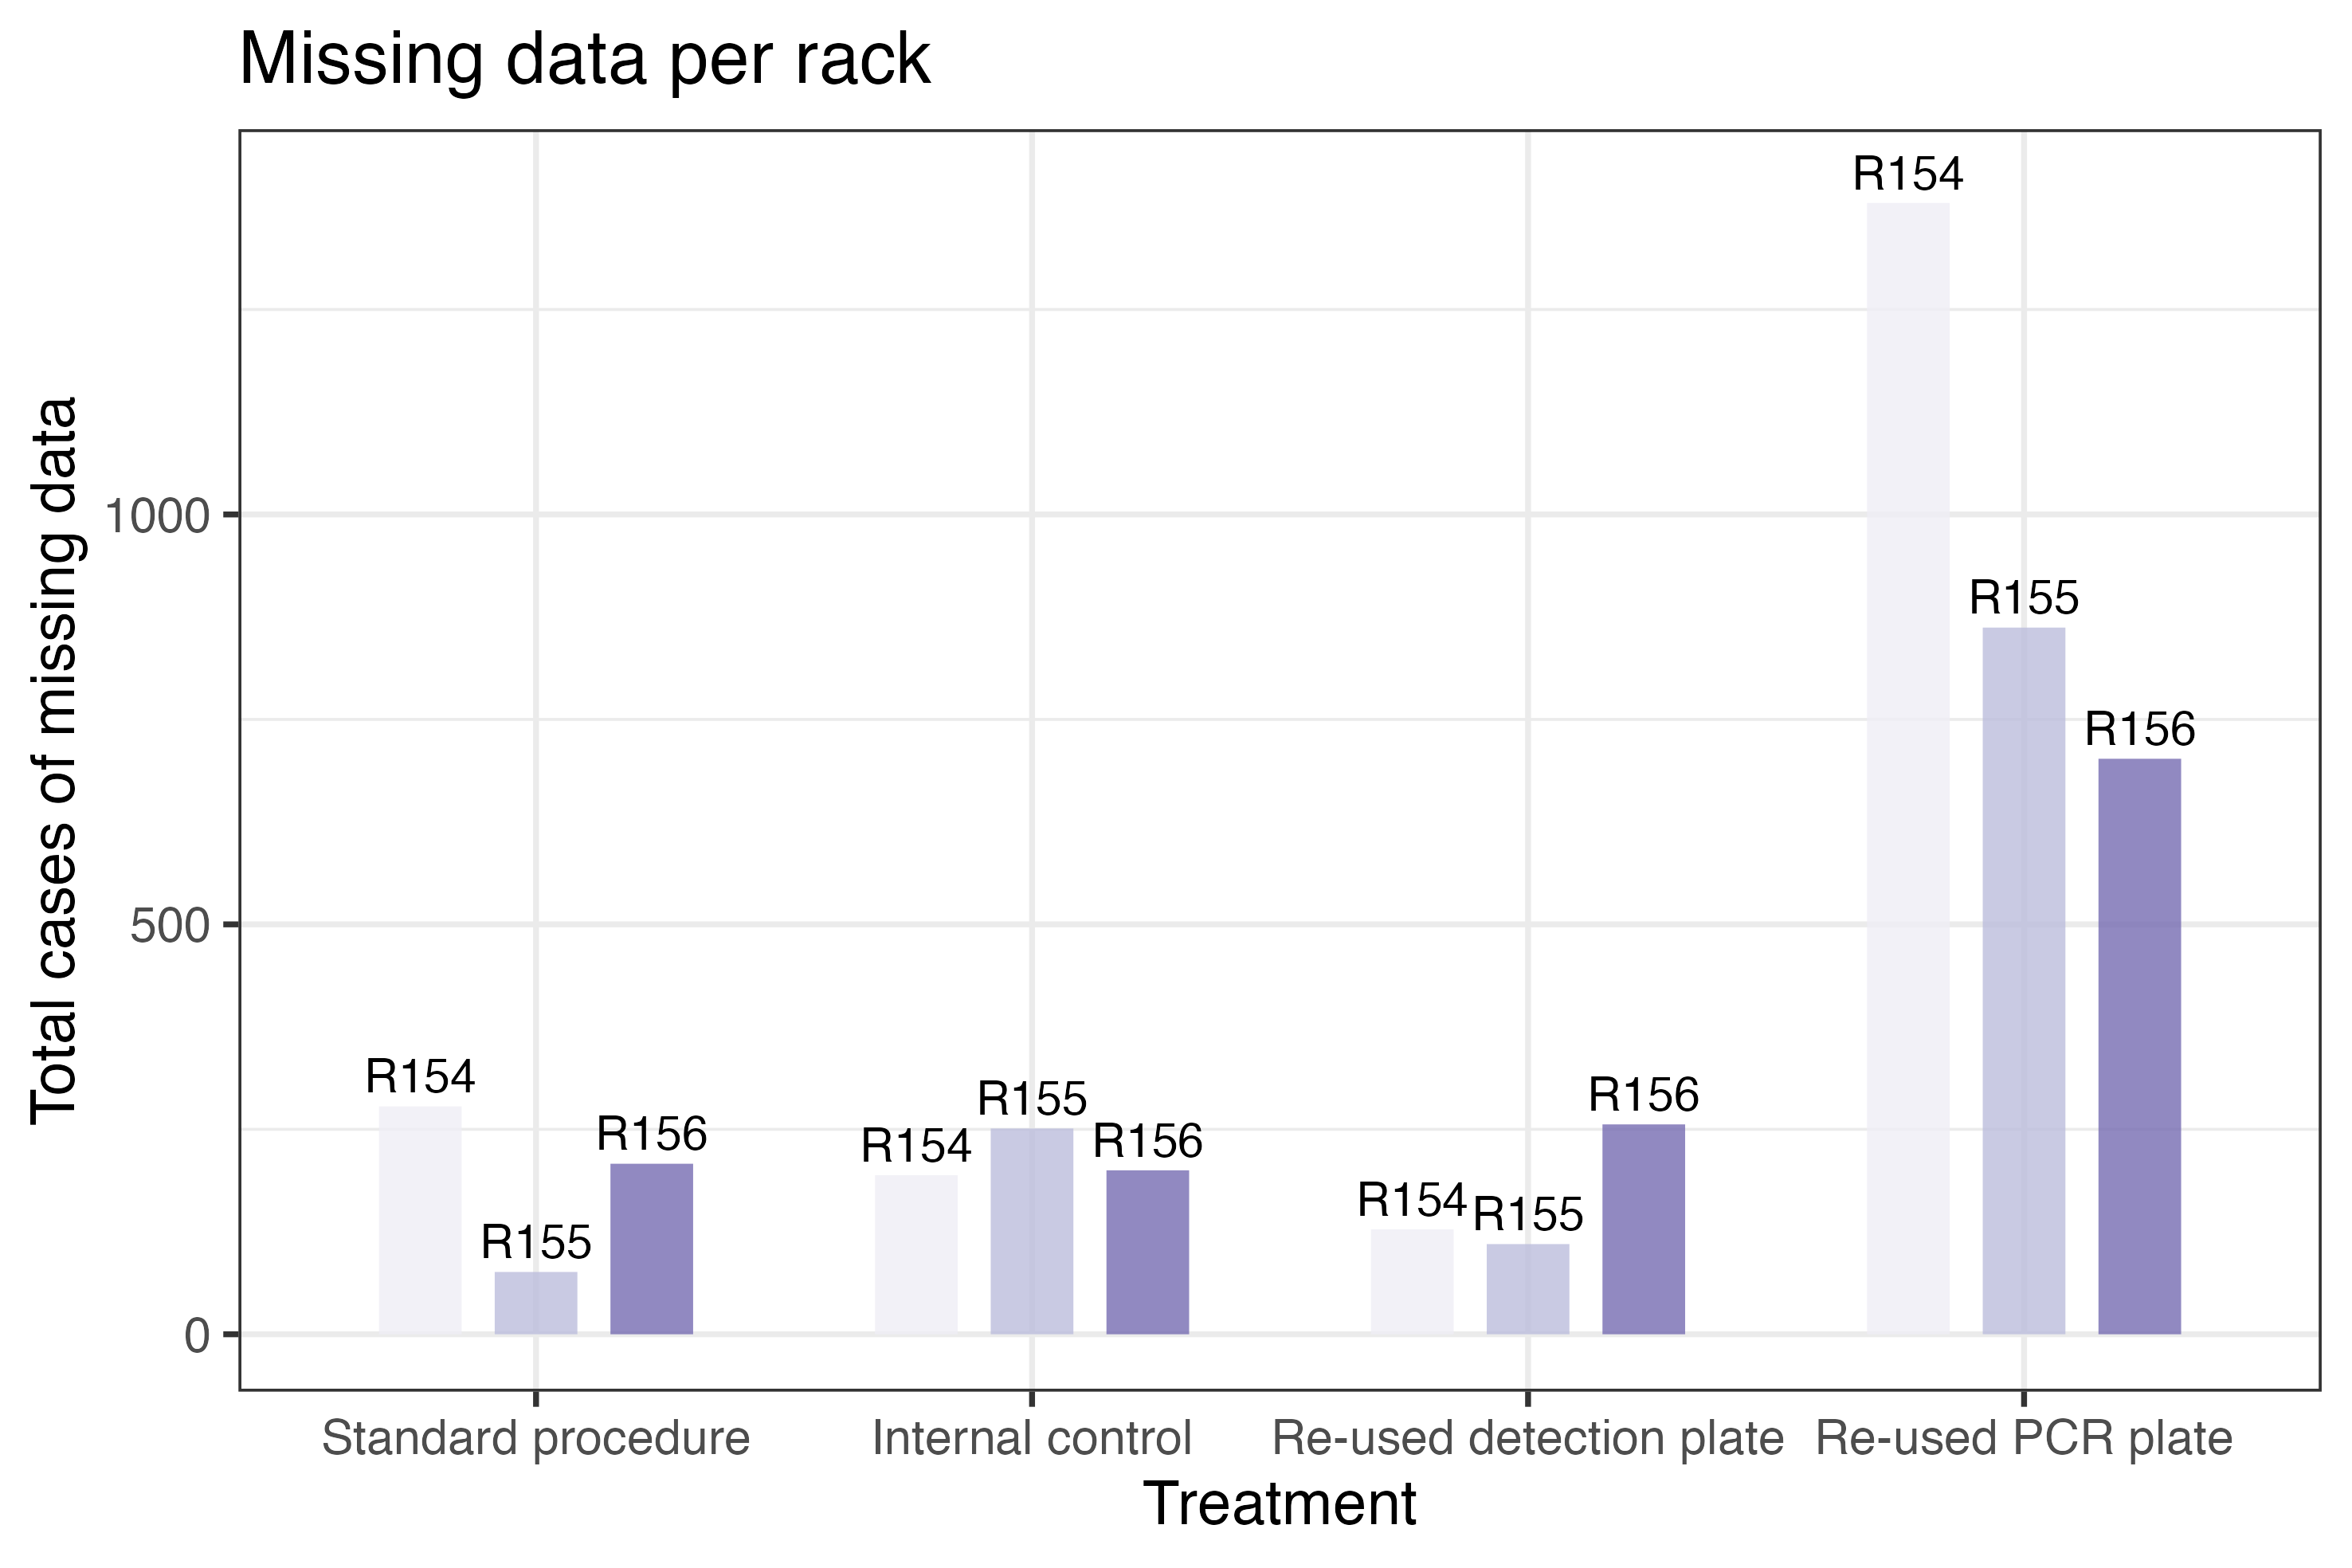 Missing data per rack
Total cases of missing data
1000
500
0
R154
R155
R156
R154
R155
R156
R154
R155
R156
R154
R155
R156
Standard procedure
Internal control
Re-used detection plate
Re-used PCR plate
Treatment